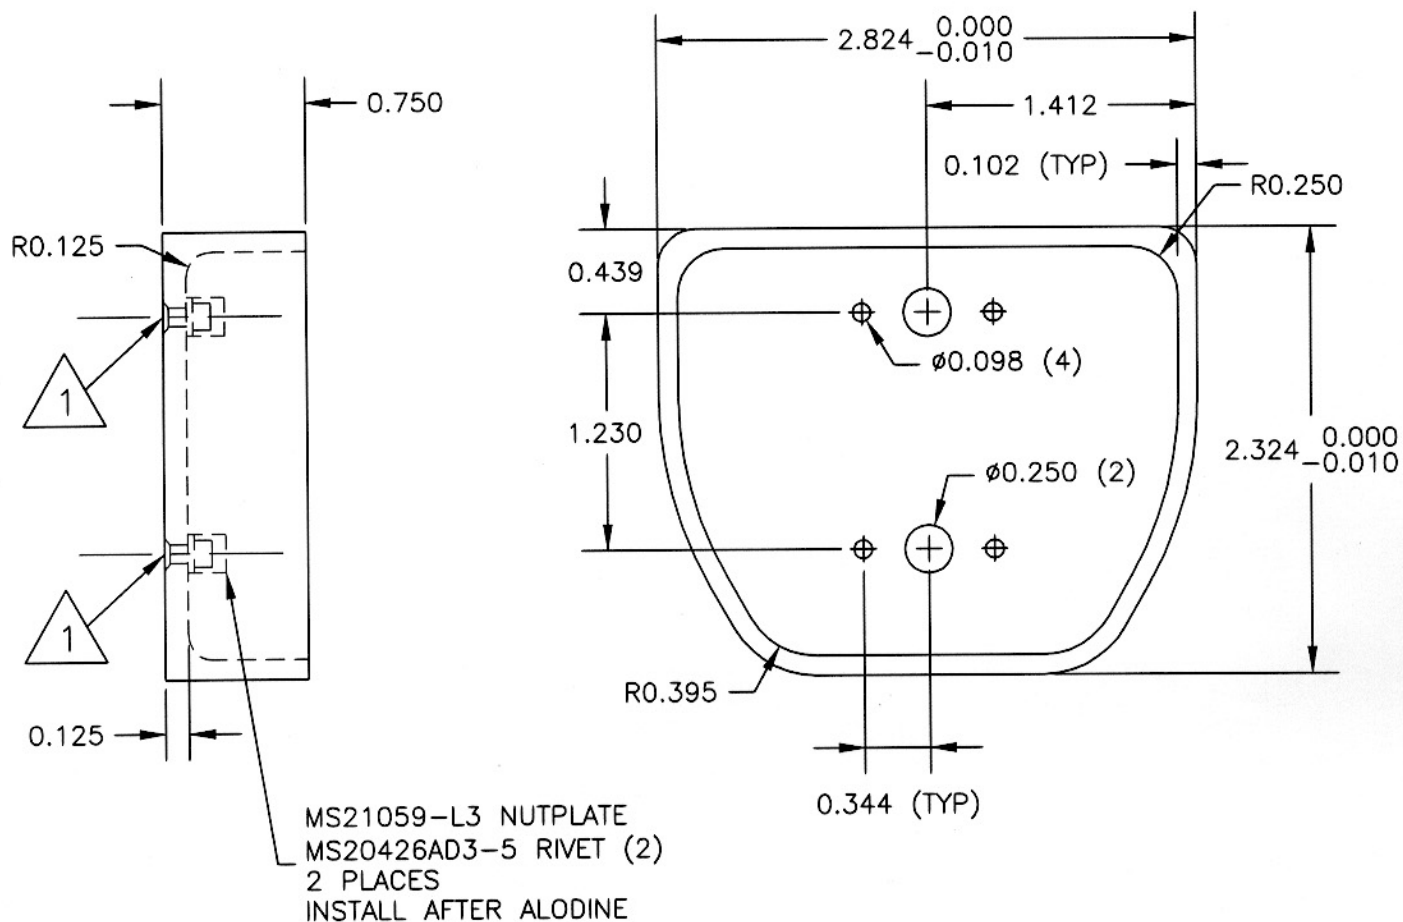 2.824 0.000
-0.010
0.750
1.412
0.102 (TYP)
R0.250
R0.125
0.439
1
⌀0.098 (4)
1.230
2.324 0.000
-0.010
⌀0.250 (2)
1
R0.395
0.125
0.344 (TYP)
MS21059-L3 NUTPLATE
MS20426AD3-5 RIVET (2)
2 PLACES
INSTALL AFTER ALODINE